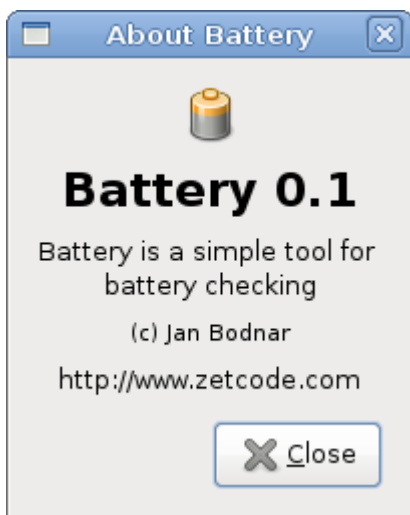 About Battery
Battery 0.1
Battery is a simple tool for
battery checking
(c) Jan Bodnar
http://www.zetcode.com
Close